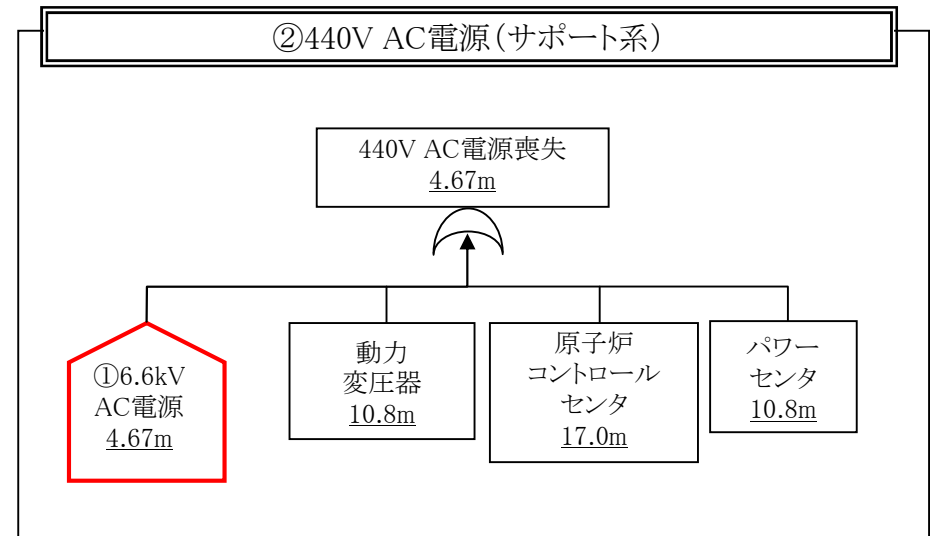 ②440V AC電源(サポート系)
440V AC電源喪失
4.67m
①6.6kV
AC電源
4.67m
動力
変圧器
10.8m
原子炉
コントロール
センタ
17.0m
パワー
センタ
10.8m